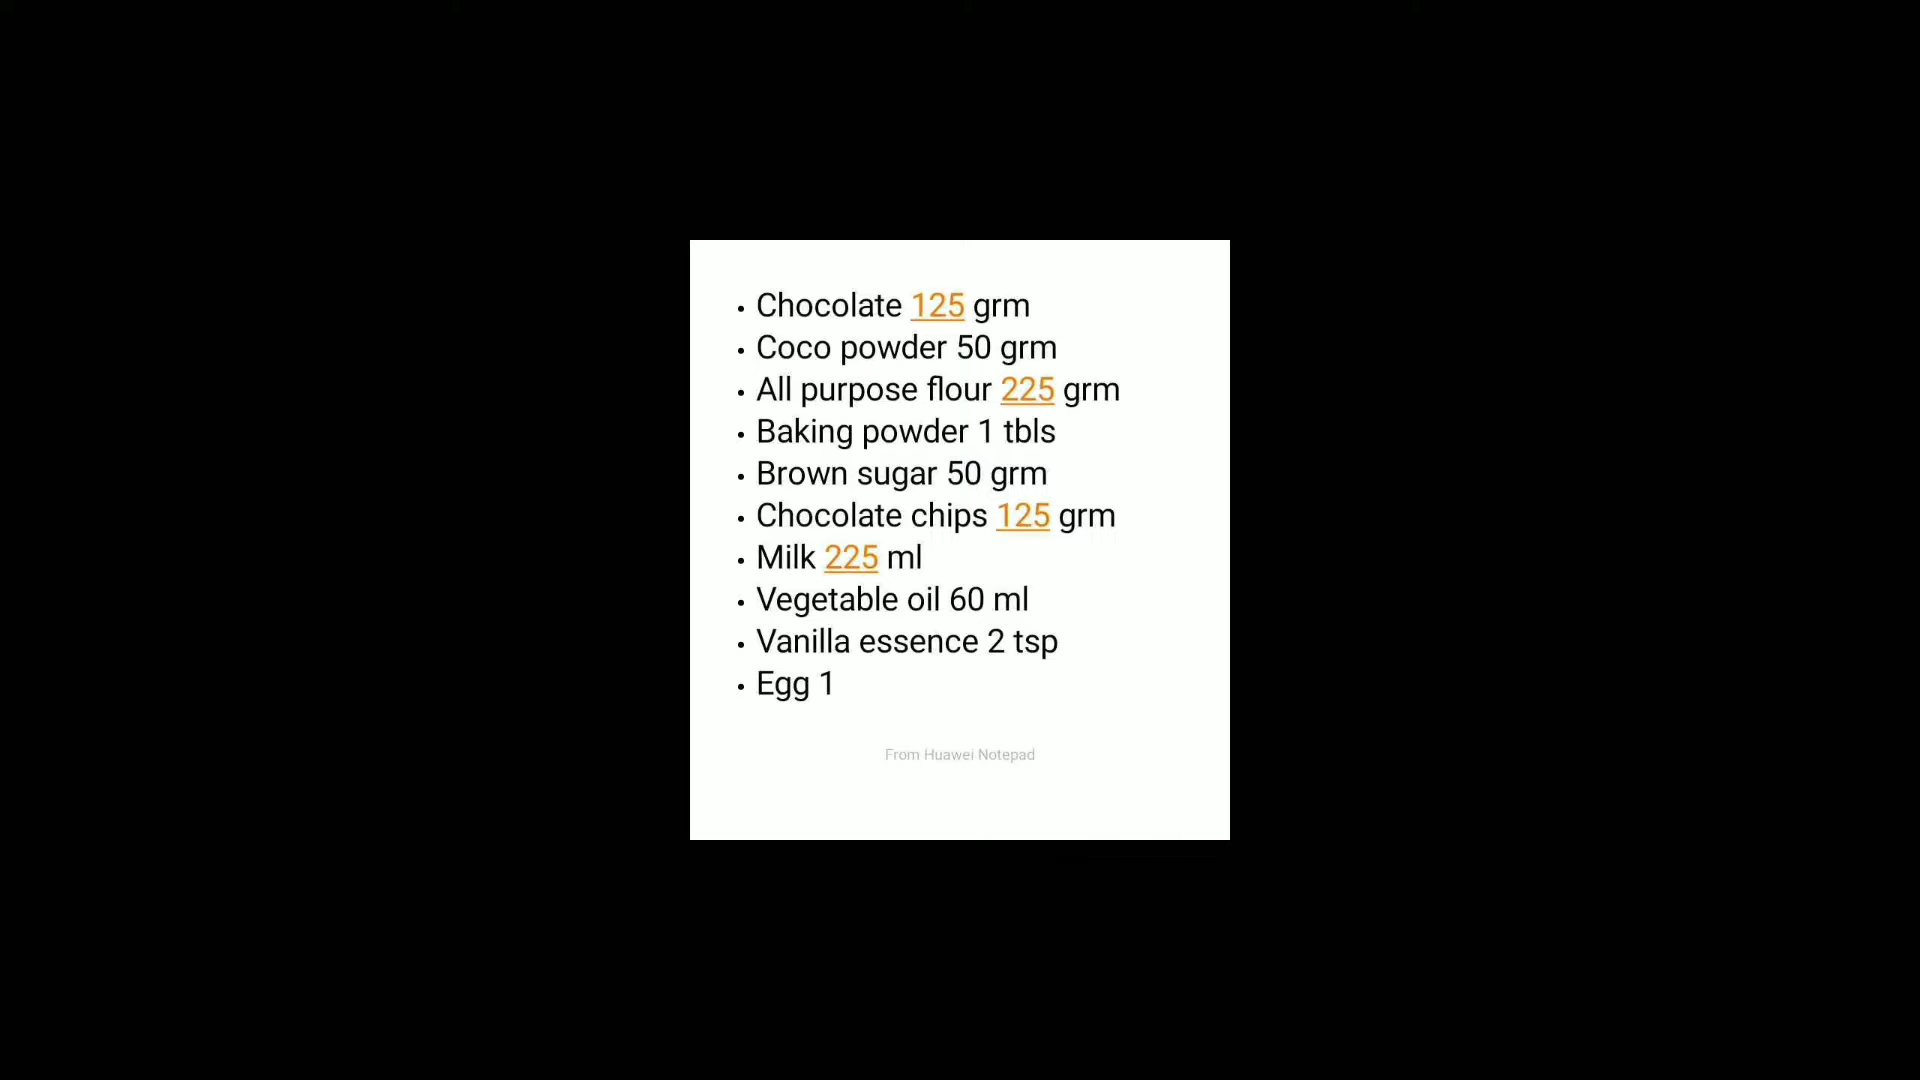 • Chocolate 125 grm
• Coco powder 50 grm
• All purpose flour 225 grm
• Baking powder 1 tbls
• Brown sugar 50 grm
• Chocolate chips 125 grm
• Milk 225 ml
• Vegetable oil 60 ml
• Vanilla essence 2 tsp
• Egg 1
From Huawei Notepad